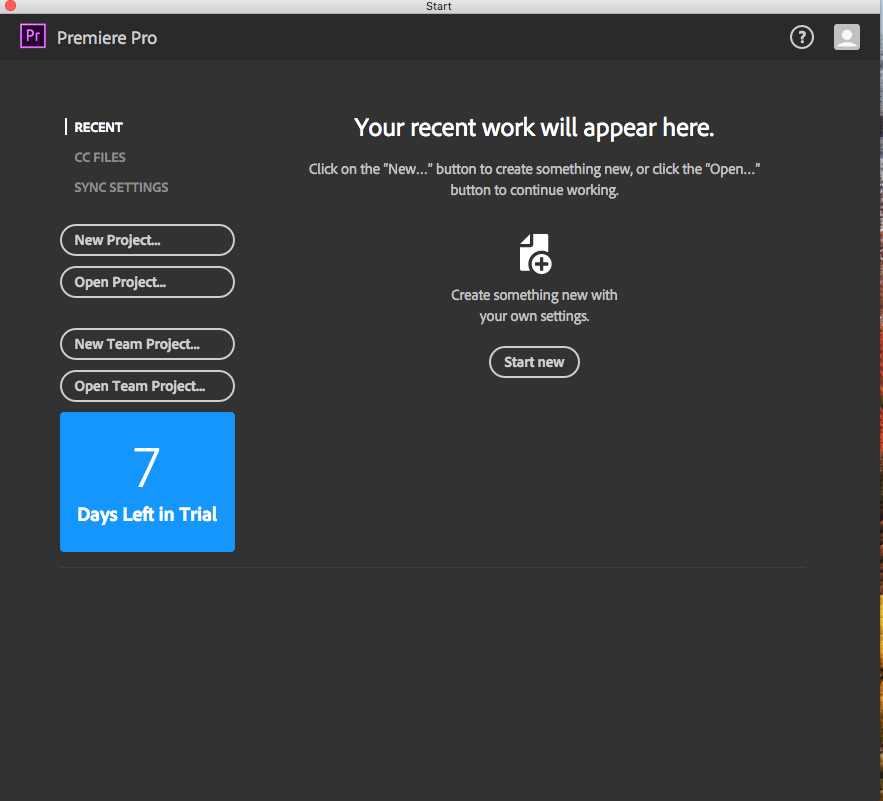 Start
Pr Premiere Pro
?
RECENT
CC FILES
SYNC SETTINGS
New Project...
Open Project...
New Team Project...
Open Team Project...
7
Days Left in Trial
Your recent work will appear here.
Click on the "New..." button to create something new, or click the "Open..."
button to continue working.
Create something new with
your own settings.
Start new